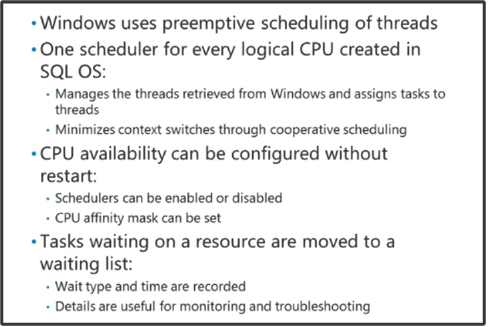 • Windows uses preemptive scheduling of threads
• One scheduler for every logical CPU created in
SQL OS:
• Manages the threads retrieved from Windows and assigns tasks to
threads
• Minimizes context switches through cooperative scheduling
• CPU availability can be configured without
restart:
• Schedulers can be enabled or disabled
• CPU affinity mask can be set
• Tasks waiting on a resource are moved to a
waiting list:
• Wait type and time are recorded
• Details are useful for monitoring and troubleshooting